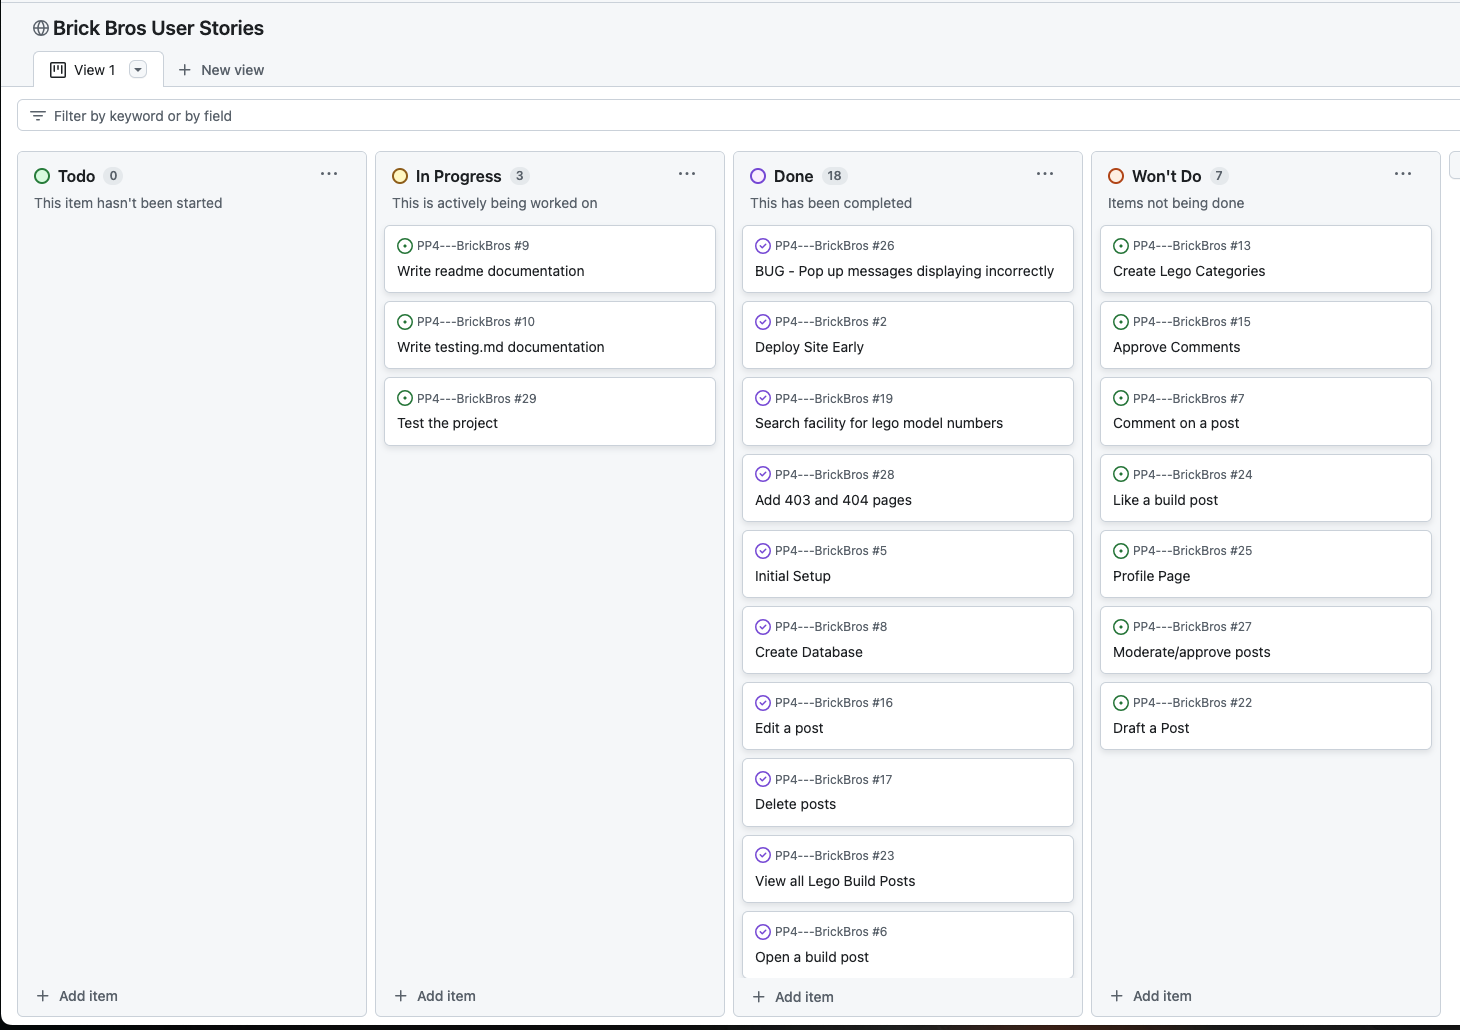 Brick Bros User Stories
View 1
New view
Filter by keyword or by field
Todo 0
This item hasn't been started
Add item
In Progress 3
This is actively being worked on
PP4---BrickBros #9
Write readme documentation
PP4---BrickBros #10
Write testing.md documentation
PP4---BrickBros #29
Test the project
Add item
Done 18
This has been completed
PP4---BrickBros #26
BUG - Pop up messages displaying incorrectly
PP4---BrickBros #2
Deploy Site Early
PP4---BrickBros #19
Search facility for lego model numbers
PP4---BrickBros #28
Add 403 and 404 pages
PP4---BrickBros #5
Initial Setup
PP4---BrickBros #8
Create Database
PP4---BrickBros #16
Edit a post
PP4---BrickBros #17
Delete posts
PP4---BrickBros #23
View all Lego Build Posts
PP4---BrickBros #6
Open a build post
Add item
Won't Do 7
Items not being done
PP4---BrickBros #13
Create Lego Categories
PP4---BrickBros #15
Approve Comments
PP4---BrickBros #7
Comment on a post
PP4---BrickBros #24
Like a build post
PP4---BrickBros #25
Profile Page
PP4---BrickBros #27
Moderate/approve posts
PP4---BrickBros #22
Draft a Post
Add item